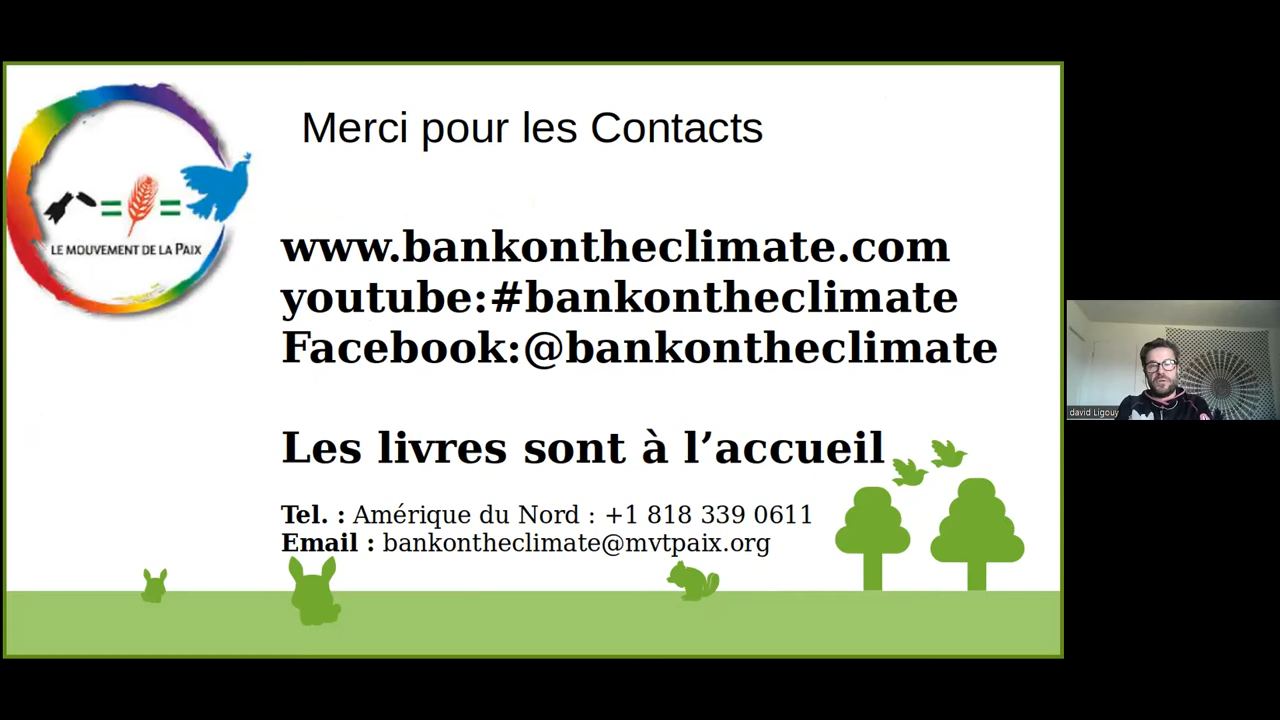 Merci pour les Contacts
LE MOUVEMENT DE LA PAIX
www.bankontheclimate.com
youtube:#bankontheclimate
Facebook:@bankontheclimate
Les livres sont à l’accueil
Tel. : Amérique du Nord : +1 818 339 0611
Email : bankontheclimate@mvtpaix.org
david Ligouy